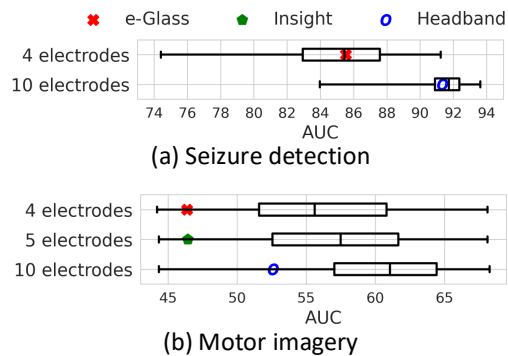 e-Glass Insight Headband
4 electrodes
10 electrodes
74 76 78 80 82 84 86 88 90 92 94
AUC
(a) Seizure detection
4 electrodes
5 electrodes
10 electrodes
45 50 55 60 65
AUC
(b) Motor imagery